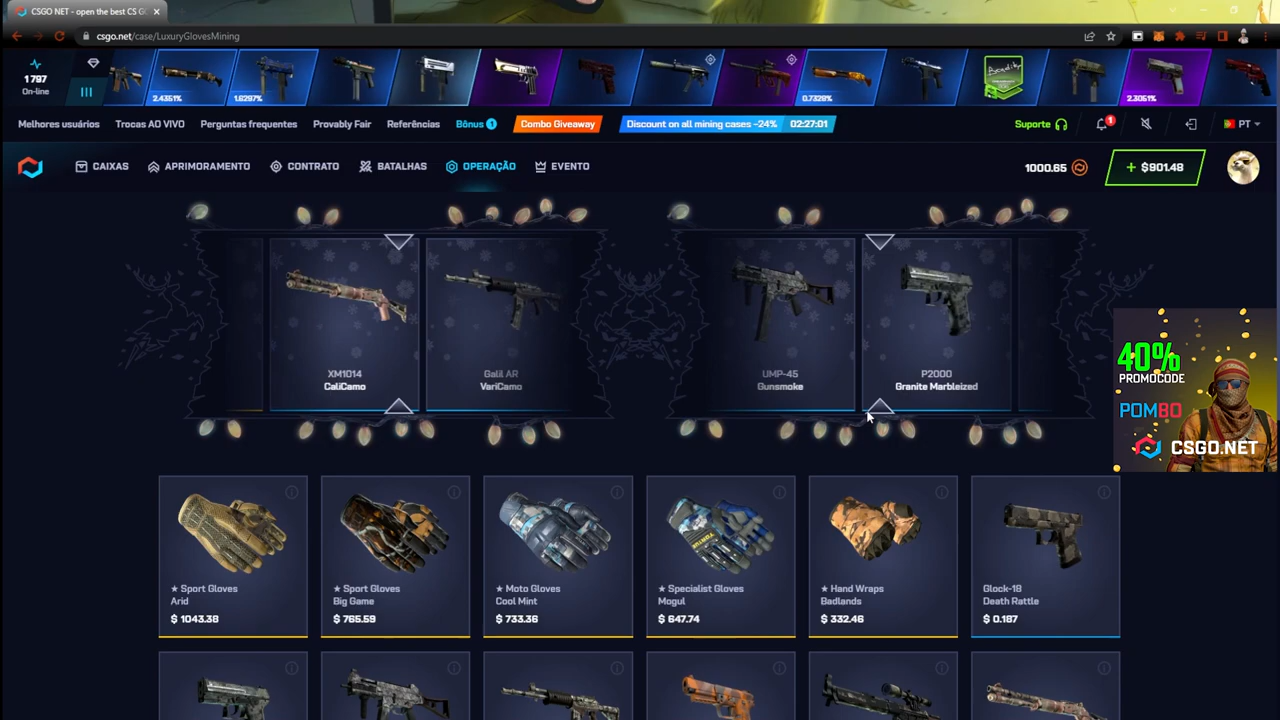 CSGO NET - open the best CS G
csgo.net/case/LuxuryGlovesMining
1 797
On-line
2.4351%
1.6297%
0.7326%
2.3051%
Melhores usuários
Trocas AO VIVO
Perguntas frequentes
Provably Fair
Referências
Bônus 1
Combo Giveaway
Discount on all mining cases -24% 02:27:01
Suporte
1
PT
CAIXAS
APRIMORAMENTO
CONTRATO
BATALHAS
OPERAÇÃO
EVENTO
1000.65
+ $901.48
XM1014
CaliCamo
Galil AR
VariCamo
UMP-45
Gunsmoke
P2000
Granite Marbleized
40%
PROMOCODE
POMBO
CSGO.NET
★ Sport Gloves
Arid
$ 1043.38
★ Sport Gloves
Big Game
$ 765.59
★ Moto Gloves
Cool Mint
$ 733.36
★ Specialist Gloves
Mogul
$ 647.74
★ Hand Wraps
Badlands
$ 332.46
Glock-18
Death Rattle
$ 0.187